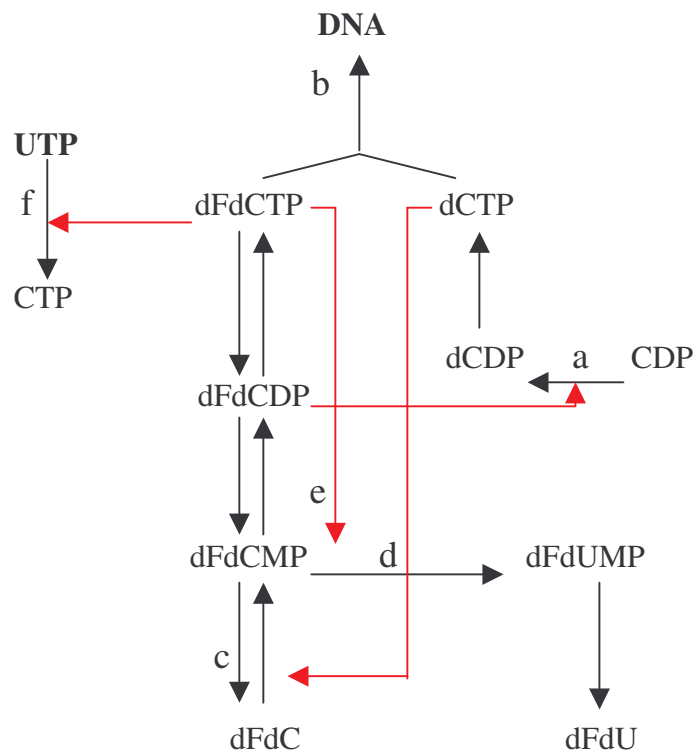 DNA
b
UTP
f
dFdCTP dCTP
CTP
dCDP a CDP
dFdCDP
e
dFdCMP d dFdUMP
c
dFdC dFdU